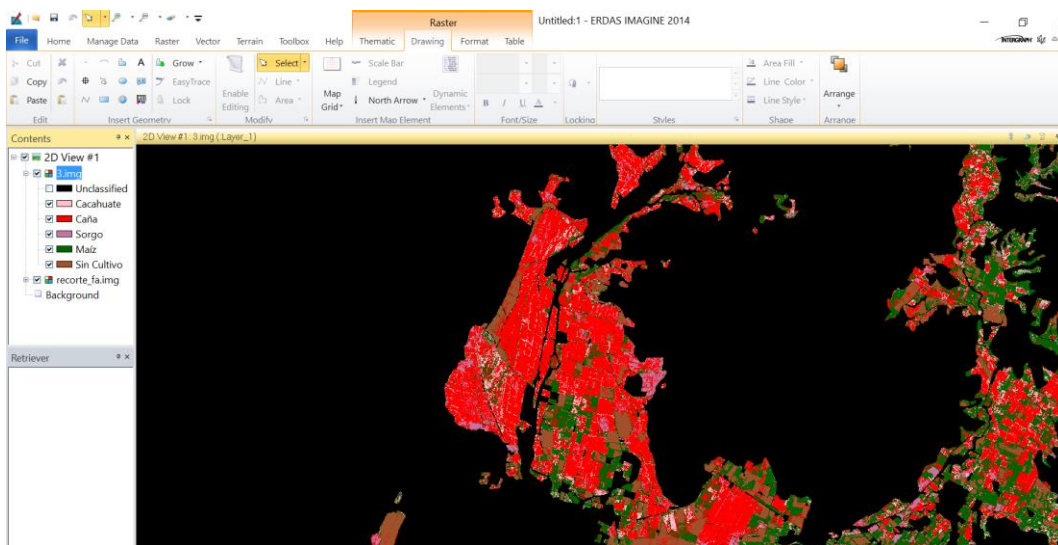 Raster
Untitled:1 - ERDAS IMAGINE 2014
File Home Manage Data Raster Vector Terrain Toolbox Help Thematic Drawing Format Table
INTERGRAPH
Cut A Grow Select Scale Bar Area Fill
Copy EasyTrace Line Legend Line Color
Paste Lock Enable Editing Area Map Grid North Arrow Dynamic Elements B I U A Line Style Arrange
Edit Insert Geometry Modify Insert Map Element Font/Size Locking Styles Shape Arrange
Contents
2D View #1: 3.img (:Layer_1)
2D View #1
3.img
Unclassified
Cacahuate
Caña
Sorgo
Maíz
Sin Cultivo
recorte_fa.img
Background
Retriever